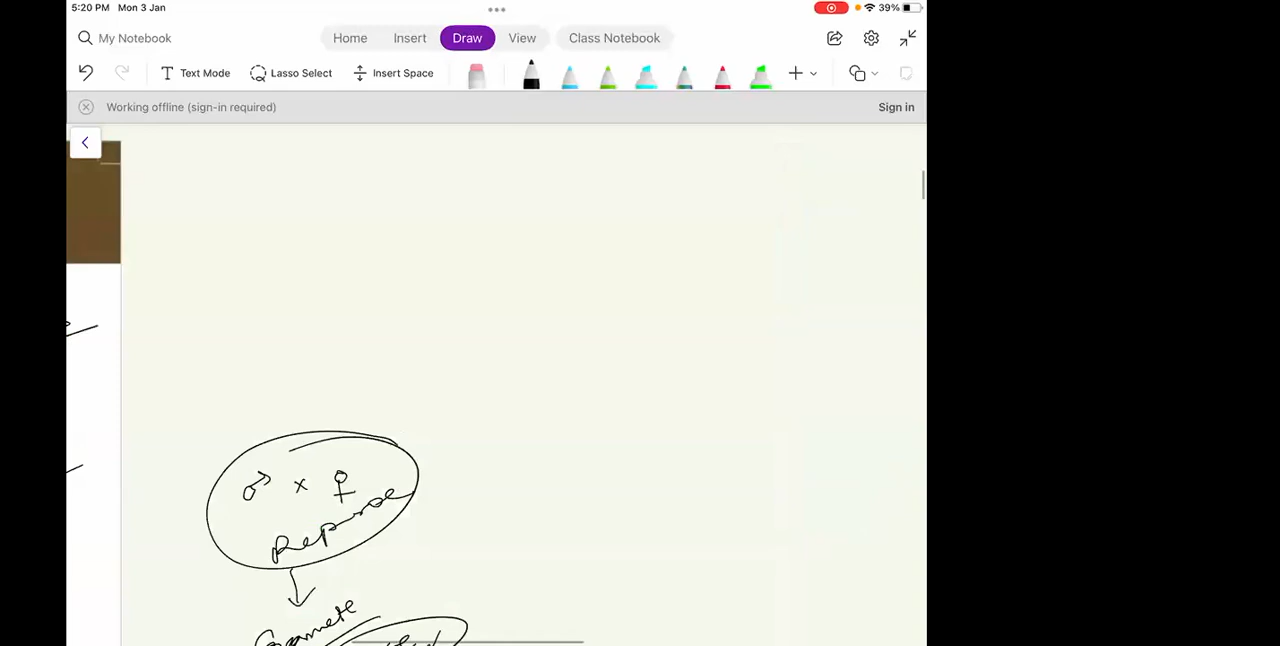 5:20 PM Mon 3 Jan
39%
My Notebook
Home Insert Draw View Class Notebook
Text Mode Lasso Select Insert Space
Working offline (sign-in required)
Sign in
♂ × ♀
Gamete